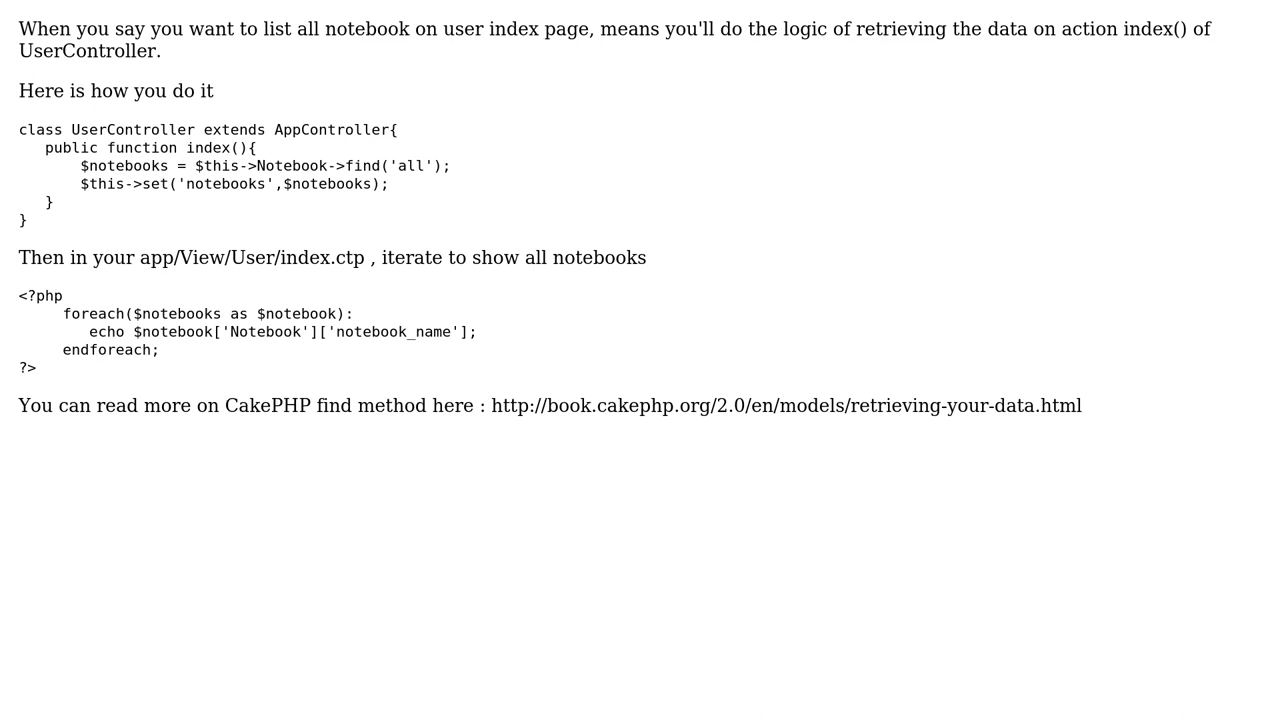 When you say you want to list all notebook on user index page, means you'll do the logic of retrieving the data on action index() of
UserController.
Here is how you do it
class UserController extends AppController{
   public function index(){
       $notebooks = $this->Notebook->find('all');
       $this->set('notebooks',$notebooks);
   }
}
Then in your app/View/User/index.ctp , iterate to show all notebooks
<?php
     foreach($notebooks as $notebook):
        echo $notebook['Notebook']['notebook_name'];
     endforeach;
?>
You can read more on CakePHP find method here : http://book.cakephp.org/2.0/en/models/retrieving-your-data.html